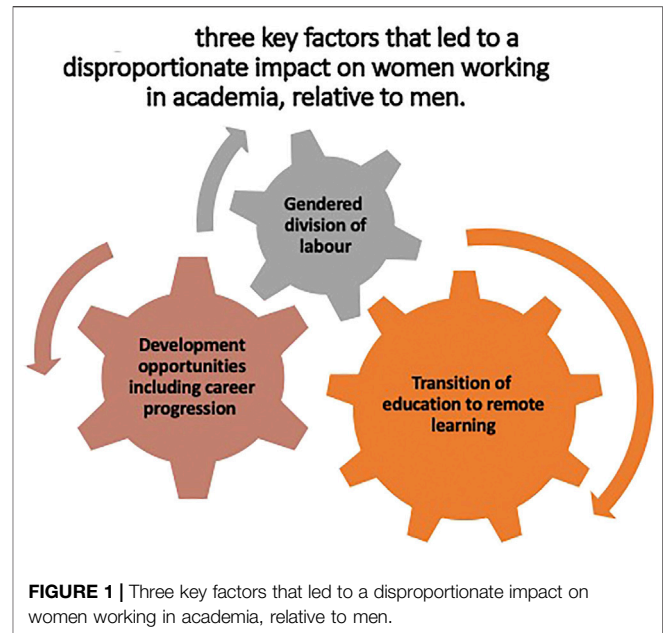 three key factors that led to a
disproportionate impact on women working
in academia, relative to men.
Gendered
division of
labour
Development
opportunities
including career
progression
Transition of
education to remote
learning
FIGURE 1 | Three key factors that led to a disproportionate impact on
women working in academia, relative to men.